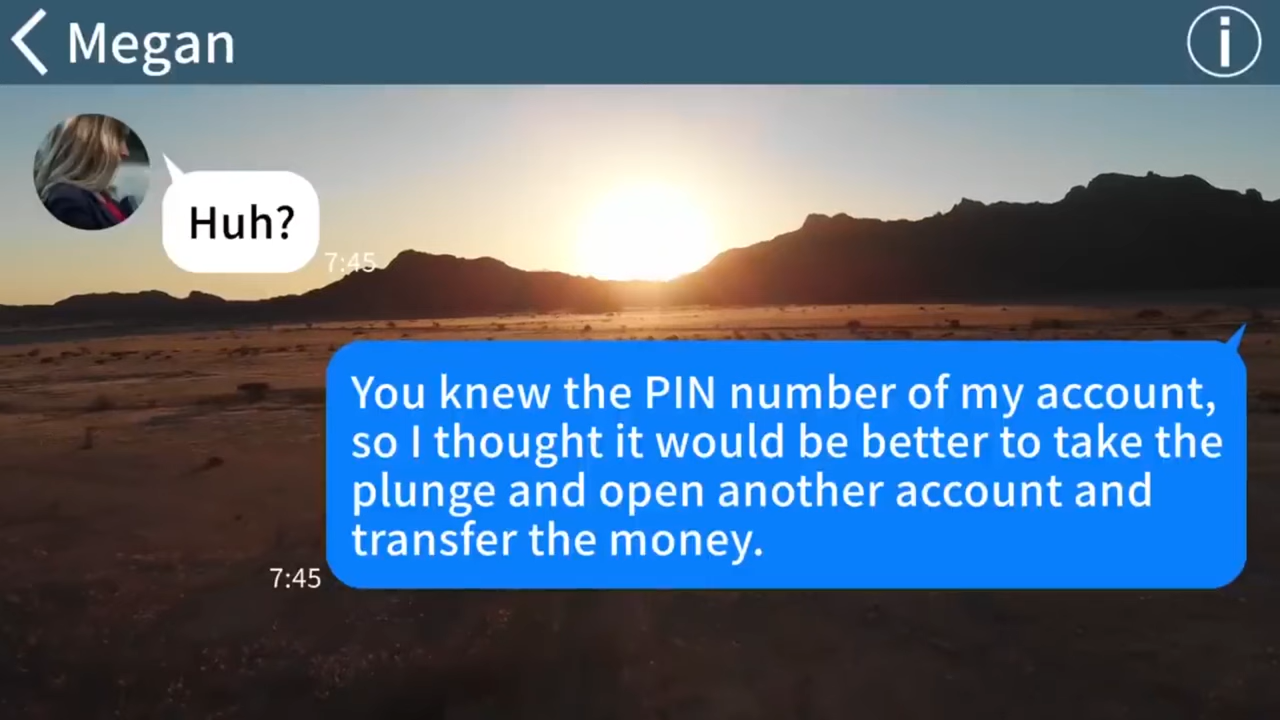 Megan
i
Huh?
7:45
You knew the PIN number of my account,
so I thought it would be better to take the
plunge and open another account and
transfer the money.
7:45